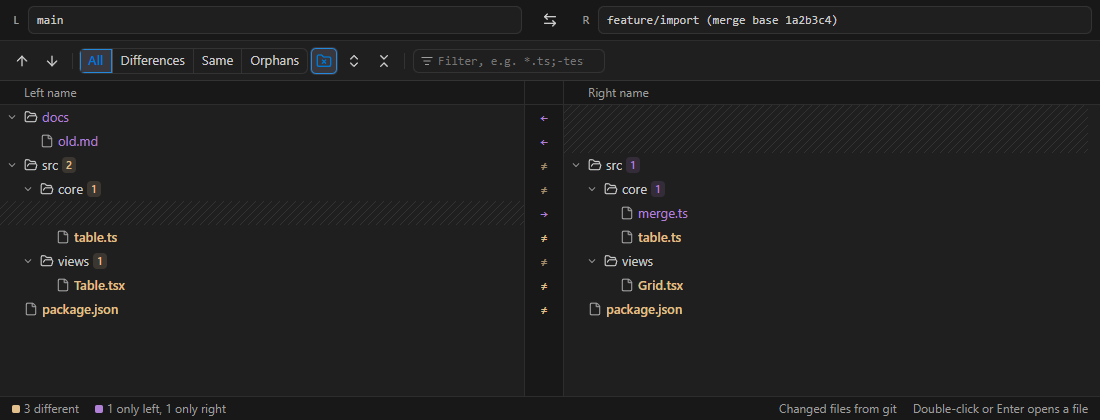 L main R feature/import (merge base 1a2b3c4)
All Differences Same Orphans Filter, e.g. *.ts;-tes
Left name Right name
docs ←
old.md ←
src 2 ≠ src 1
core 1 ≠ core 1
→ merge.ts
table.ts ≠ table.ts
views 1 ≠ views
Table.tsx ≠ Grid.tsx
package.json ≠ package.json
3 different 1 only left, 1 only right Changed files from git Double-click or Enter opens a file